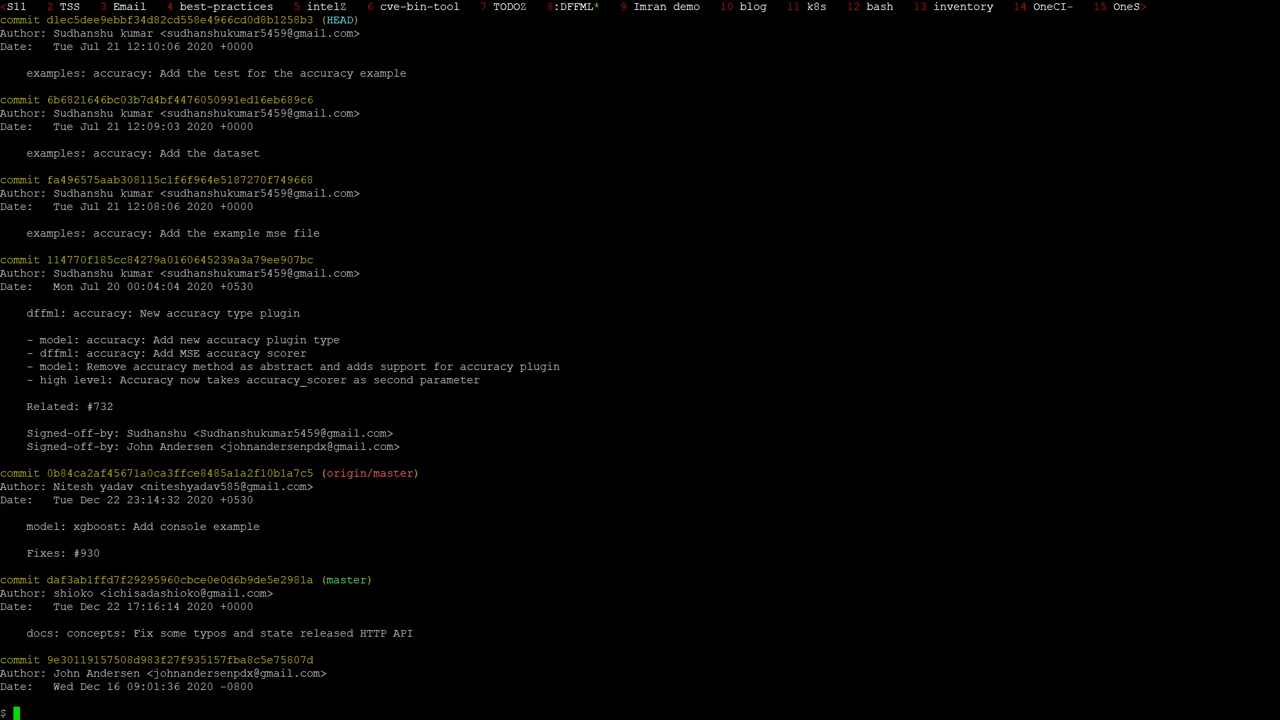 <S11 2 TSS 3 Email 4 best-practices 5 intelZ 6 cve-bin-tool 7 TODOZ 8:DFFML* 9 Imran demo 10 blog 11 k8s 12 bash 13 inventory 14 OneCI- 15 OneS>
commit d1ec5dee9ebbf34d82cd558e4966cd0d8b1258b3 (HEAD)
Author: Sudhanshu kumar <sudhanshukumar5459@gmail.com>
Date:   Tue Jul 21 12:10:06 2020 +0000
examples: accuracy: Add the test for the accuracy example
commit 6b6821646bc03b7d4bf4476050991ed16eb689c6
Author: Sudhanshu kumar <sudhanshukumar5459@gmail.com>
Date:   Tue Jul 21 12:09:03 2020 +0000
examples: accuracy: Add the dataset
commit fa496575aab308115c1f6f964e5187270f749668
Author: Sudhanshu kumar <sudhanshukumar5459@gmail.com>
Date:   Tue Jul 21 12:08:06 2020 +0000
examples: accuracy: Add the example mse file
commit 114770f185cc84279a0160645239a3a79ee907bc
Author: Sudhanshu kumar <sudhanshukumar5459@gmail.com>
Date:   Mon Jul 20 00:04:04 2020 +0530
dffml: accuracy: New accuracy type plugin
- model: accuracy: Add new accuracy plugin type
- dffml: accuracy: Add MSE accuracy scorer
- model: Remove accuracy method as abstract and adds support for accuracy plugin
- high level: Accuracy now takes accuracy_scorer as second parameter
Related: #732
Signed-off-by: Sudhanshu <Sudhanshukumar5459@gmail.com>
Signed-off-by: John Andersen <johnandersenpdx@gmail.com>
commit 0b84ca2af45671a0ca3ffce8485a1a2f10b1a7c5 (origin/master)
Author: Nitesh yadav <niteshyadav585@gmail.com>
Date:   Tue Dec 22 23:14:32 2020 +0530
model: xgboost: Add console example
Fixes: #930
commit daf3ab1ffd7f29295960cbce0e0d6b9de5e2981a (master)
Author: shioko <ichisadashioko@gmail.com>
Date:   Tue Dec 22 17:16:14 2020 +0000
docs: concepts: Fix some typos and state released HTTP API
commit 9e30119157508d983f27f935157fba8c5e75807d
Author: John Andersen <johnandersenpdx@gmail.com>
Date:   Wed Dec 16 09:01:36 2020 -0800
$